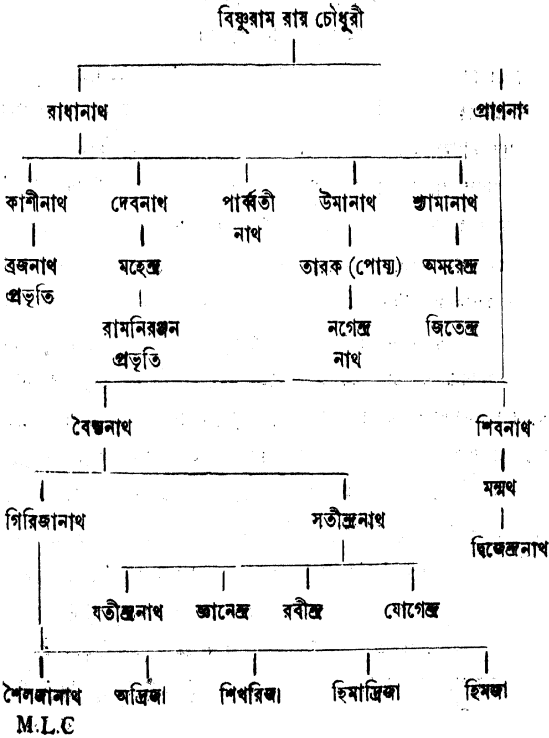 বিষ্ণুরাম রায় চৌধুরী
রাধানাথ প্রাণনাথ
কাশীনাথ দেবনাথ পার্ব্বতী উমানাথ শ্যামানাথ
নাথ
ব্রজনাথ মহেন্দ্র তারক (পোষ্য) অমরেন্দ্র
প্রভৃতি
রামনিরঞ্জন নগেন্দ্র জিতেন্দ্র
প্রভৃতি নাথ
বৈদ্যনাথ শিবনাথ
মন্মথ
গিরিজানাথ সতীন্দ্রনাথ
দ্বিজেন্দ্রনাথ
যতীন্দ্রনাথ জ্ঞানেন্দ্র রবীন্দ্র যোগেন্দ্র
শৈলজানাথ অদ্রিজা শিখরিজা হিমাদ্রিজা হিমজা
M.L.C